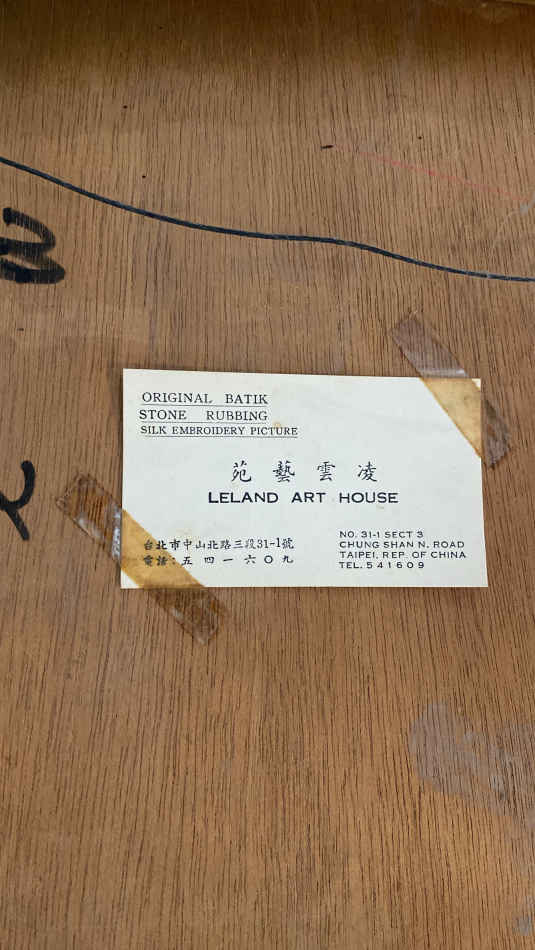 ORIGINAL BATIK
STONE RUBBING
SILK EMBROIDERY PICTURE
苑藝雲凌
LELAND ART HOUSE
台北市中山北路三段31-1號
電話:五四一六〇九
NO. 31-1 SECT 3
CHUNG SHAN N. ROAD
TAIPEI, REP. OF CHINA
TEL. 541609